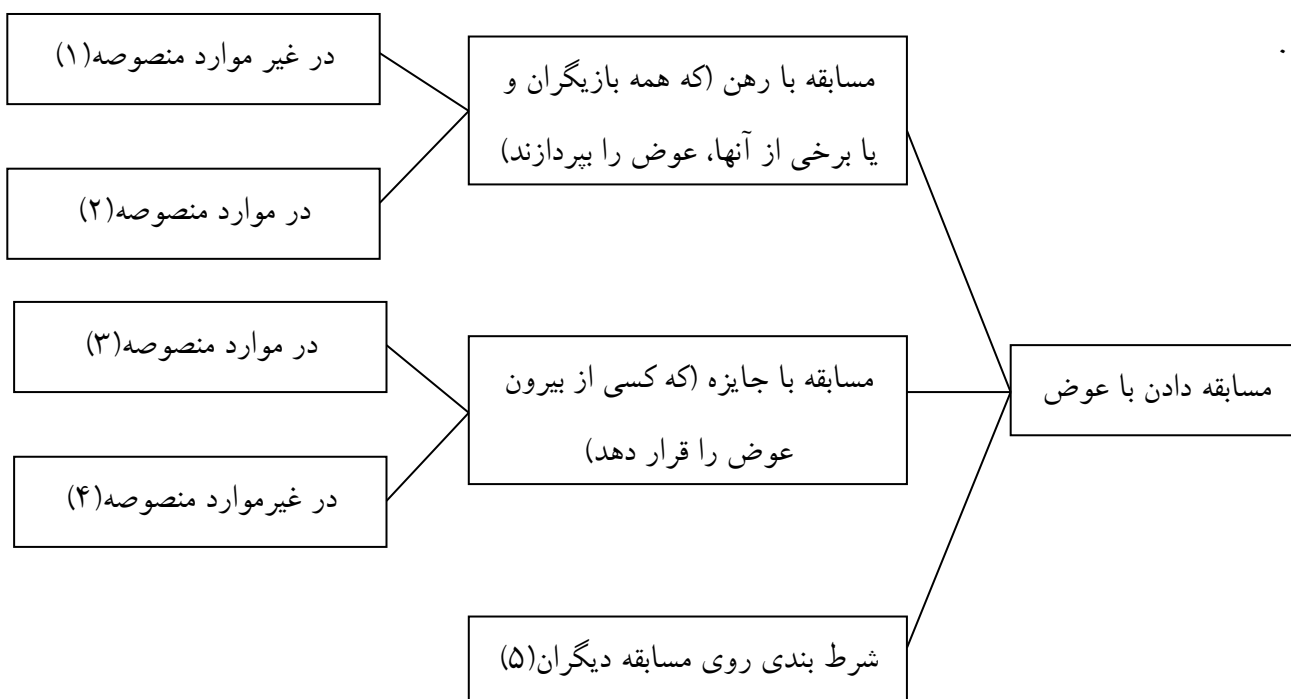 .
مسابقه دادن با عوض
مسابقه با رهن (که همه بازیگران و
یا برخی از آنها، عوض را بپردازند)
در غیر موارد منصوصه(۱)
در موارد منصوصه(۲)
مسابقه با جایزه (که کسی از بیرون
عوض را قرار دهد)
در موارد منصوصه(۳)
در غیرموارد منصوصه(۴)
شرط بندی روی مسابقه دیگران(۵)